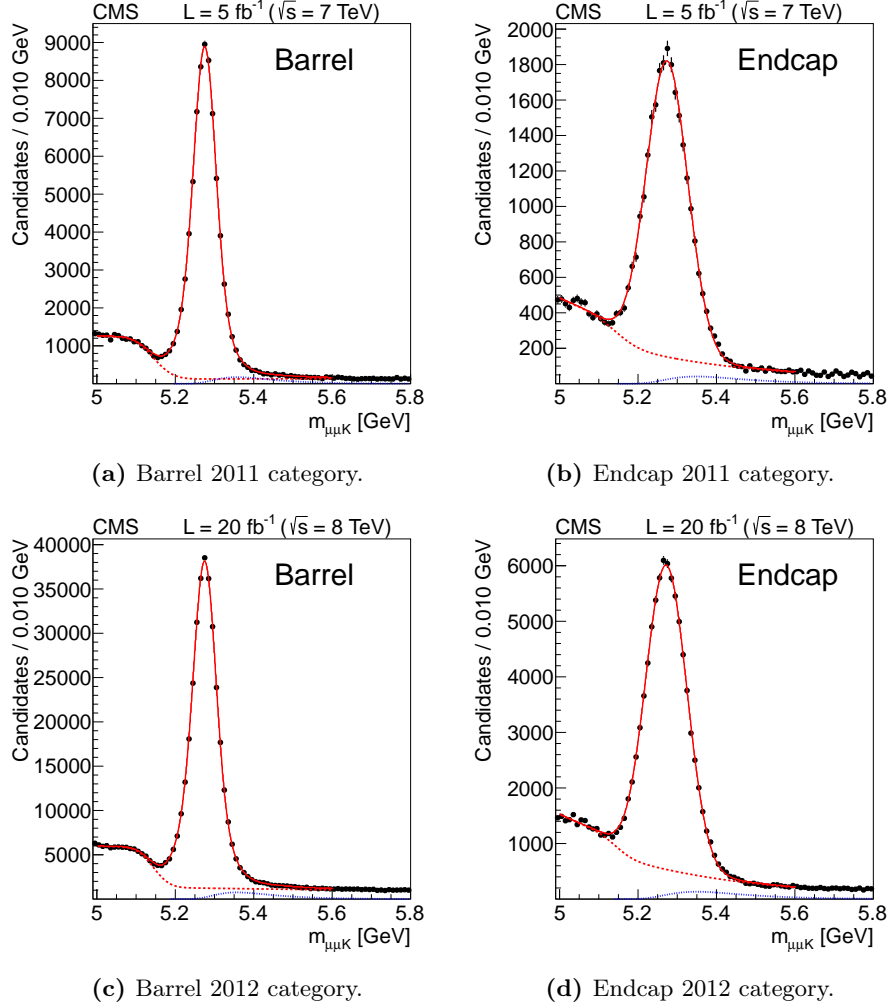 CMS L = 5 fb⁻¹ (√s = 7 TeV)
Barrel
Candidates / 0.010 GeV
9000
8000
7000
6000
5000
4000
3000
2000
1000
5 5.2 5.4 5.6 5.8
mμμK [GeV]
(a) Barrel 2011 category.
CMS L = 5 fb⁻¹ (√s = 7 TeV)
Endcap
Candidates / 0.010 GeV
2000
1800
1600
1400
1200
1000
800
600
400
200
5 5.2 5.4 5.6 5.8
mμμK [GeV]
(b) Endcap 2011 category.
CMS L = 20 fb⁻¹ (√s = 8 TeV)
Barrel
Candidates / 0.010 GeV
40000
35000
30000
25000
20000
15000
10000
5000
5 5.2 5.4 5.6 5.8
mμμK [GeV]
(c) Barrel 2012 category.
CMS L = 20 fb⁻¹ (√s = 8 TeV)
Endcap
Candidates / 0.010 GeV
6000
5000
4000
3000
2000
1000
5 5.2 5.4 5.6 5.8
mμμK [GeV]
(d) Endcap 2012 category.